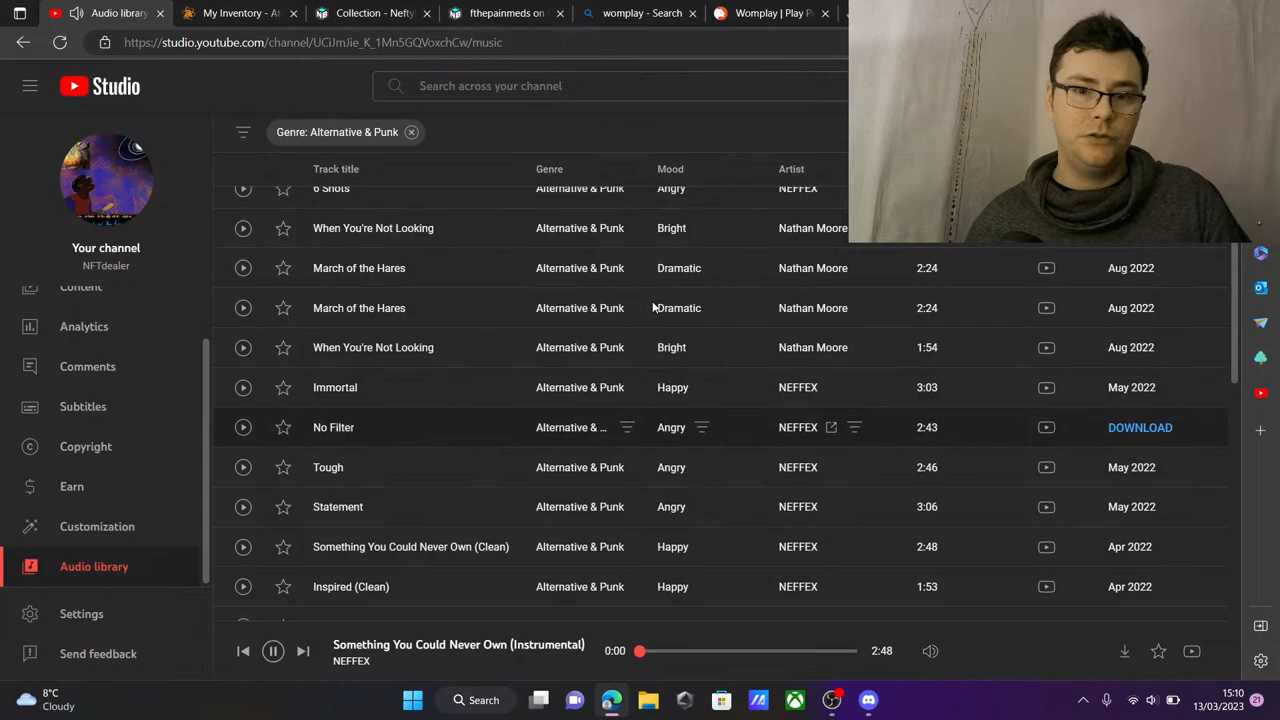 Audio library
My Inventory - At
Collection - Nefty
fthepainmeds on
womplay - Search
Womplay | Play P
https://studio.youtube.com/channel/UCiJmJie_K_1Mn5GQVoxchCw/music
Studio
Search across your channel
Genre: Alternative & Punk
Track title Genre Mood Artist
6 Shots Alternative & Punk Angry NEFFEX
When You're Not Looking Alternative & Punk Bright Nathan Moore
March of the Hares Alternative & Punk Dramatic Nathan Moore 2:24 Aug 2022
March of the Hares Alternative & Punk Dramatic Nathan Moore 2:24 Aug 2022
When You're Not Looking Alternative & Punk Bright Nathan Moore 1:54 Aug 2022
Immortal Alternative & Punk Happy NEFFEX 3:03 May 2022
No Filter Alternative & ... Angry NEFFEX 2:43 DOWNLOAD
Tough Alternative & Punk Angry NEFFEX 2:46 May 2022
Statement Alternative & Punk Angry NEFFEX 3:06 May 2022
Something You Could Never Own (Clean) Alternative & Punk Happy NEFFEX 2:48 Apr 2022
Inspired (Clean) Alternative & Punk Happy NEFFEX 1:53 Apr 2022
Your channel
NFTdealer
Content
Analytics
Comments
Subtitles
Copyright
Earn
Customization
Audio library
Settings
Send feedback
Something You Could Never Own (Instrumental)
NEFFEX
0:00
2:48
8°C
Cloudy
Search
15:10
13/03/2023
21